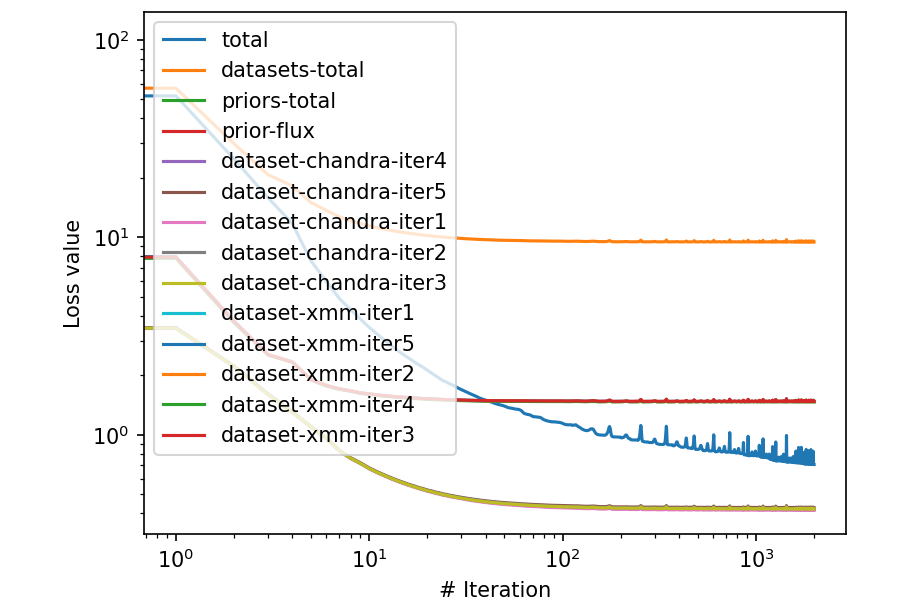 10²
10¹
10⁰
Loss value
total
datasets-total
priors-total
prior-flux
dataset-chandra-iter4
dataset-chandra-iter5
dataset-chandra-iter1
dataset-chandra-iter2
dataset-chandra-iter3
dataset-xmm-iter1
dataset-xmm-iter5
dataset-xmm-iter2
dataset-xmm-iter4
dataset-xmm-iter3
10⁰ 10¹ 10² 10³
# Iteration